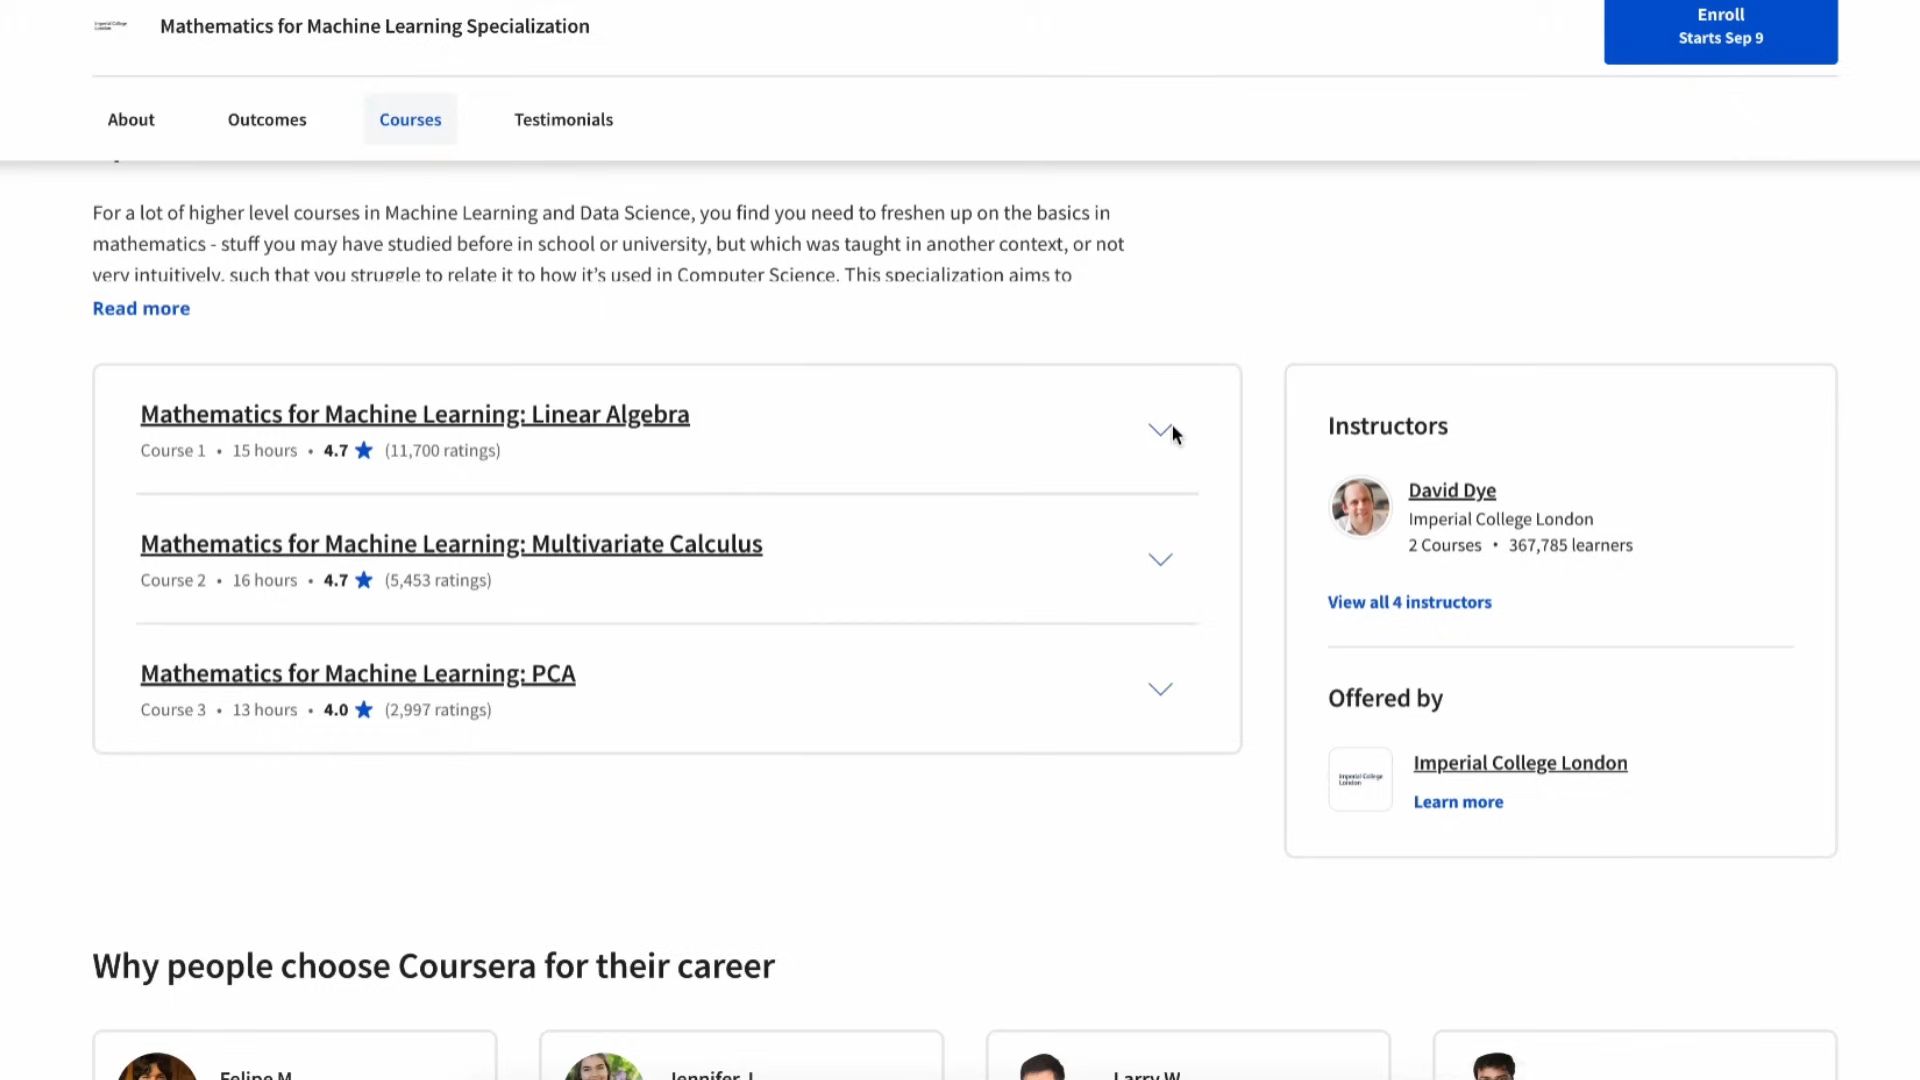 Imperial College
London
Mathematics for Machine Learning Specialization
Enroll
Starts Sep 9
About
Outcomes
Courses
Testimonials
For a lot of higher level courses in Machine Learning and Data Science, you find you need to freshen up on the basics in
mathematics - stuff you may have studied before in school or university, but which was taught in another context, or not
very intuitively, such that you struggle to relate it to how it’s used in Computer Science. This specialization aims to
Read more
Mathematics for Machine Learning: Linear Algebra
Course 1 • 15 hours • 4.7 ★ (11,700 ratings)
Mathematics for Machine Learning: Multivariate Calculus
Course 2 • 16 hours • 4.7 ★ (5,453 ratings)
Mathematics for Machine Learning: PCA
Course 3 • 13 hours • 4.0 ★ (2,997 ratings)
Instructors
David Dye
Imperial College London
2 Courses • 367,785 learners
View all 4 instructors
Offered by
Imperial College
London
Imperial College London
Learn more
Why people choose Coursera for their career
Felipe M.
Jennifer J.
Larry W.